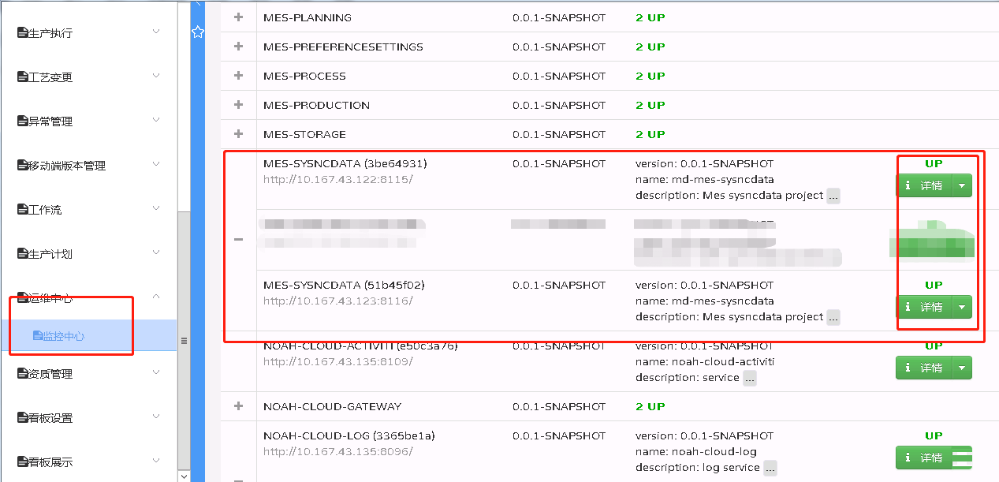 生产执行
工艺变更
异常管理
移动端版本管理
工作流
生产计划
运维中心
监控中心
资质管理
看板设置
看板展示
MES-PLANNING 0.0.1-SNAPSHOT 2 UP
MES-PREFERENCESETTINGS 0.0.1-SNAPSHOT 2 UP
MES-PROCESS 0.0.1-SNAPSHOT 2 UP
MES-PRODUCTION 0.0.1-SNAPSHOT 2 UP
MES-STORAGE 0.0.1-SNAPSHOT 2 UP
MES-SYSNCDATA (3be64931) 0.0.1-SNAPSHOT version: 0.0.1-SNAPSHOT UP
http://10.167.43.122:8115/ name: md-mes-sysncdata 详情
description: Mes sysncdata project ...
MES-SYSNCDATA (51b45f02) 0.0.1-SNAPSHOT version: 0.0.1-SNAPSHOT UP
http://10.167.43.123:8116/ name: md-mes-sysncdata 详情
description: Mes sysncdata project ...
NOAH-CLOUD-ACTIVITI (e50c3a76) 0.0.1-SNAPSHOT version: 0.0.1-SNAPSHOT UP
http://10.167.43.135:8109/ name: noah-cloud-activiti 详情
description: service ...
NOAH-CLOUD-GATEWAY 0.0.1-SNAPSHOT 2 UP
NOAH-CLOUD-LOG (3365be1a) 0.0.1-SNAPSHOT version: 0.0.1-SNAPSHOT UP
http://10.167.43.135:8096/ name: noah-cloud-log 详情
description: log service ...